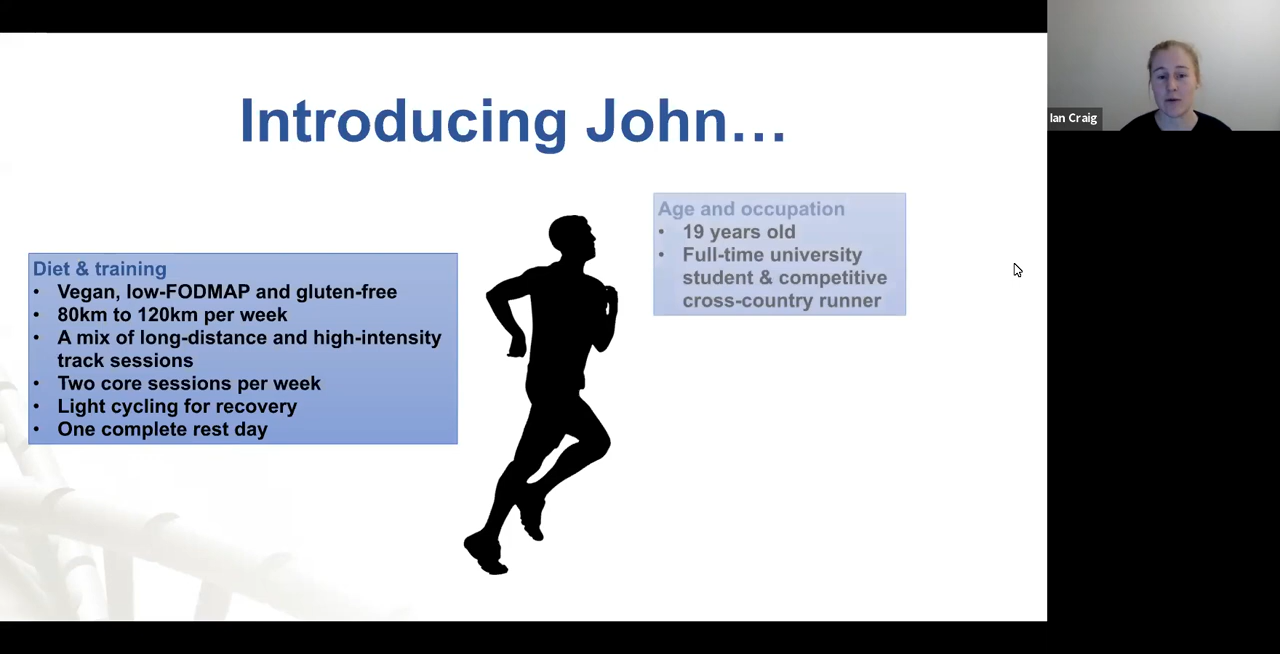 Introducing John…
Ian Craig
Age and occupation
• 19 years old
• Full-time university
student & competitive
cross-country runner
Diet & training
• Vegan, low-FODMAP and gluten-free
• 80km to 120km per week
• A mix of long-distance and high-intensity
track sessions
• Two core sessions per week
• Light cycling for recovery
• One complete rest day